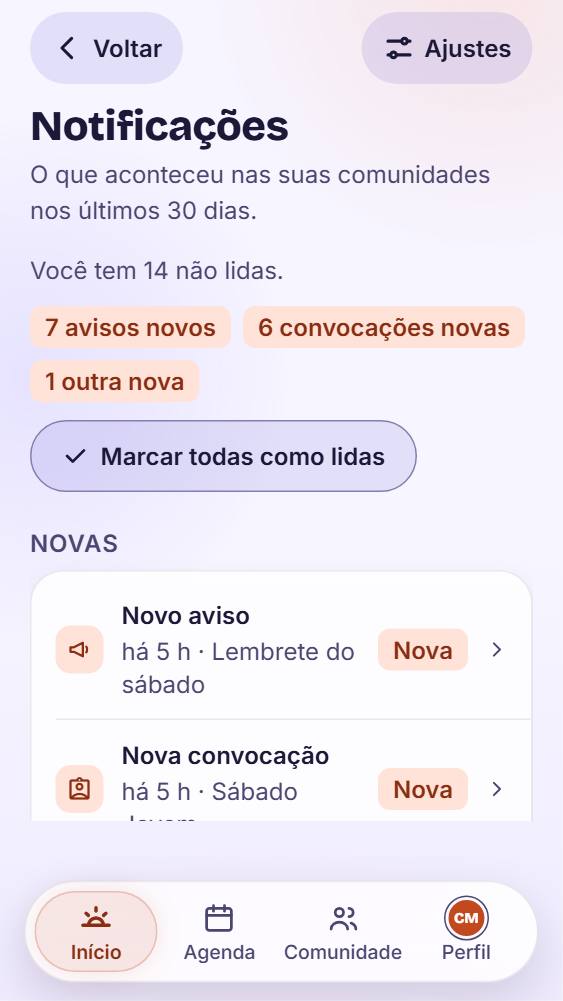 Voltar
Ajustes
Notificações
O que aconteceu nas suas comunidades
nos últimos 30 dias.
Você tem 14 não lidas.
7 avisos novos
6 convocações novas
1 outra nova
Marcar todas como lidas
NOVAS
Novo aviso
há 5 h · Lembrete do
sábado
Nova
Nova convocação
há 5 h · Sábado
Nova
Início
Agenda
Comunidade
CM
Perfil